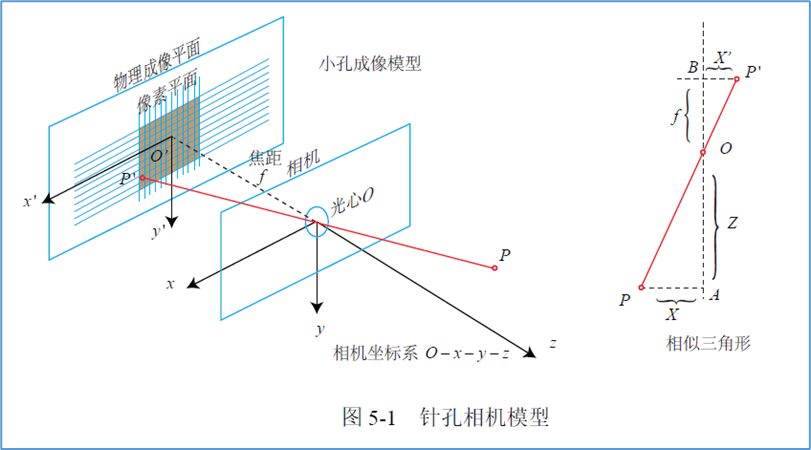 小孔成像模型
物理成像平面
像素平面
O'
P'
x'
y'
焦距
f
相机
光心O
P
x
y
z
相机坐标系 O－x－y－z
B
X'
P'
f
O
Z
P
X
A
相似三角形
图 5-1 针孔相机模型